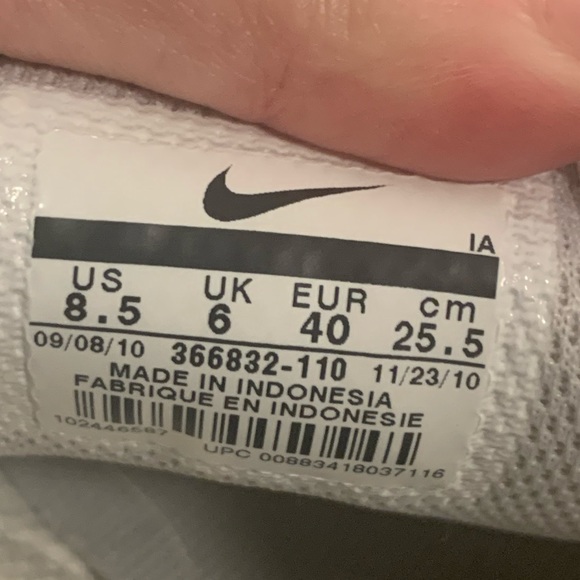 IA
US UK EUR cm
8.5 6 40 25.5
09/08/10 366832-110 11/23/10
MADE IN INDONESIA
FABRIQUE EN INDONESIE
UPC 00883418037116